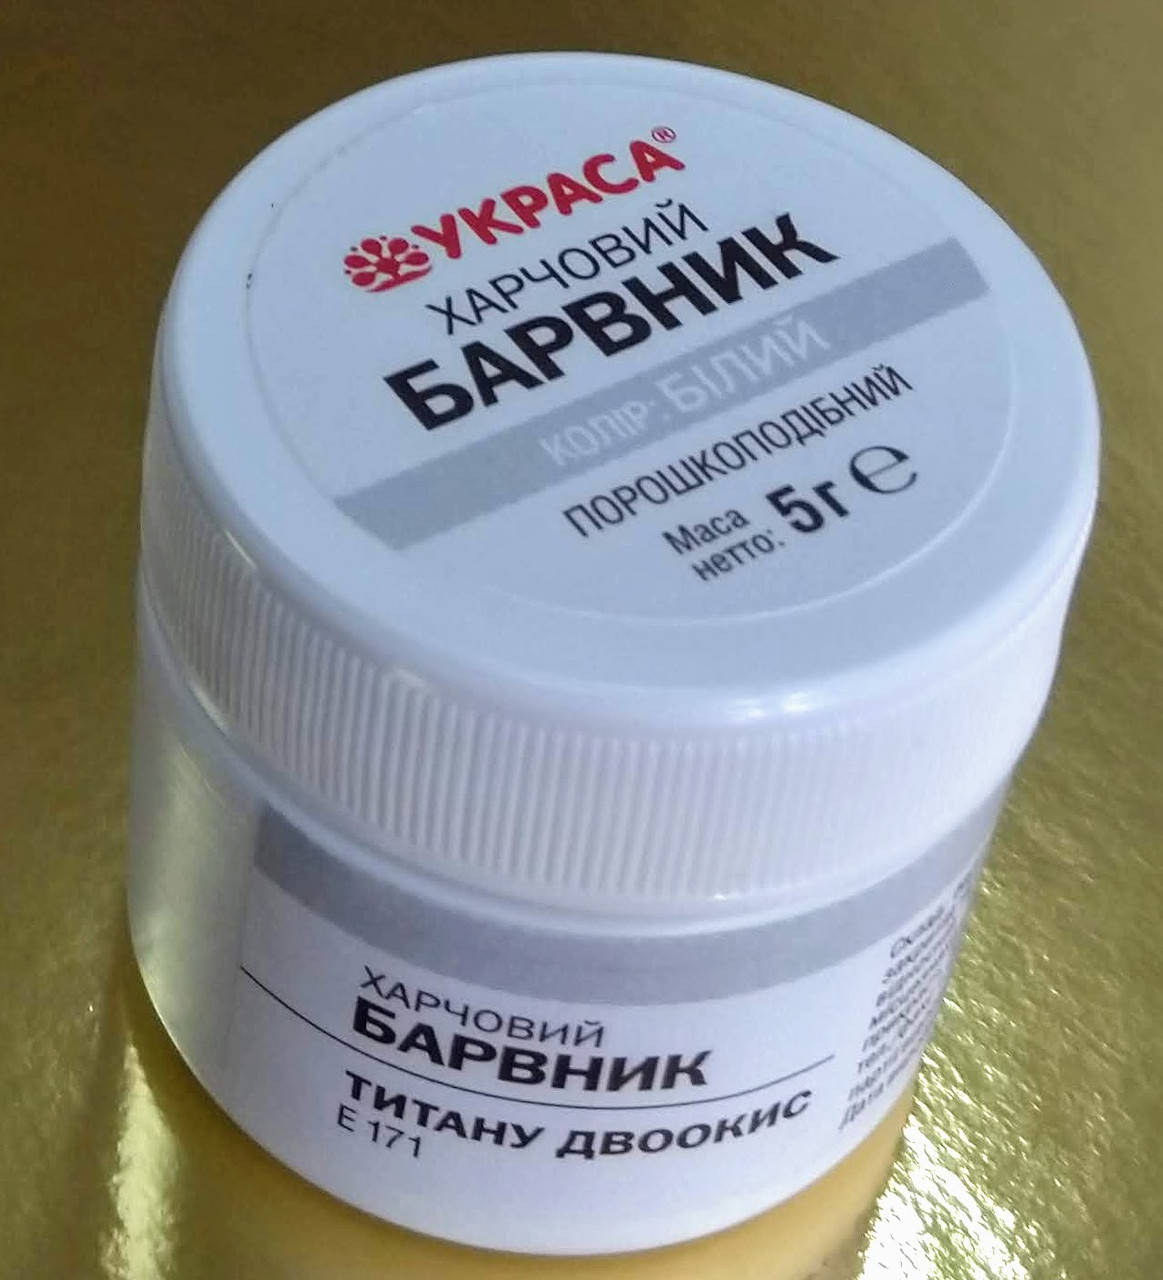 УКРАСА®
ХАРЧОВИЙ
БАРВНИК
КОЛІР: БІЛИЙ
ПОРОШКОПОДІБНИЙ
Маса
нетто: 5г ℮
ХАРЧОВИЙ
БАРВНИК
ТИТАНУ ДВООКИС
Е 171